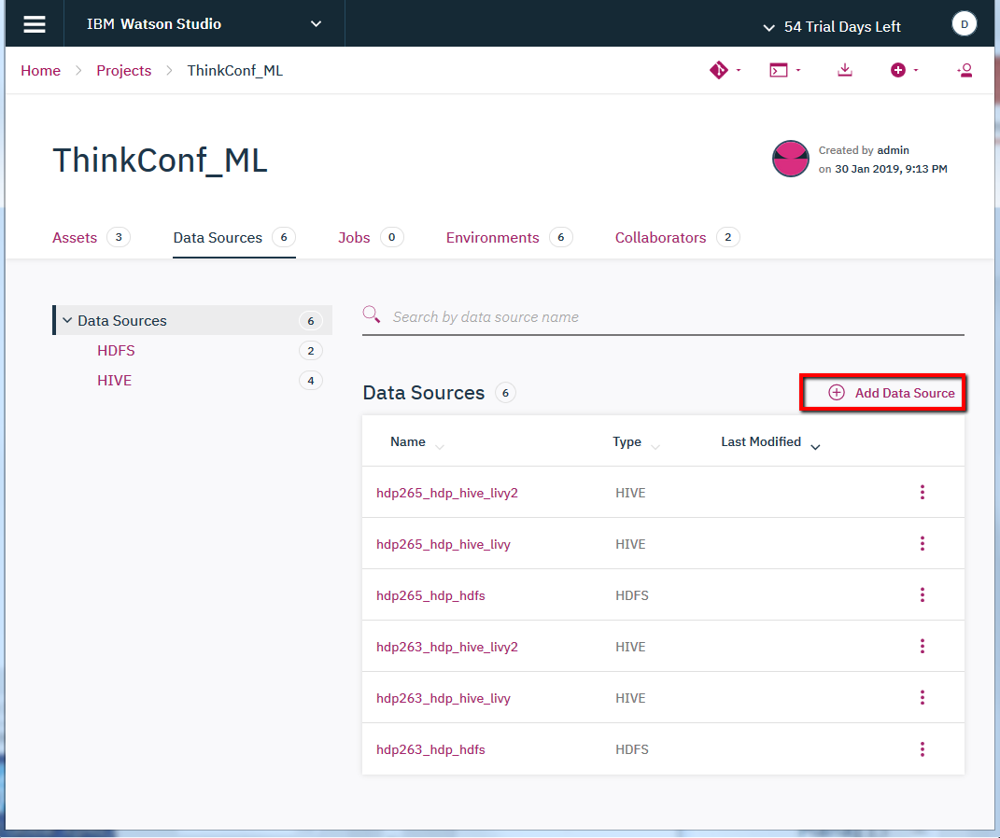 IBM Watson Studio
54 Trial Days Left
D
Home > Projects > ThinkConf_ML
ThinkConf_ML
Created by admin
on 30 Jan 2019, 9:13 PM
Assets 3 Data Sources 6 Jobs 0 Environments 6 Collaborators 2
Data Sources 6
HDFS 2
HIVE 4
Search by data source name
Data Sources 6
Add Data Source
Name Type Last Modified
hdp265_hdp_hive_livy2 HIVE
hdp265_hdp_hive_livy HIVE
hdp265_hdp_hdfs HDFS
hdp263_hdp_hive_livy2 HIVE
hdp263_hdp_hive_livy HIVE
hdp263_hdp_hdfs HDFS